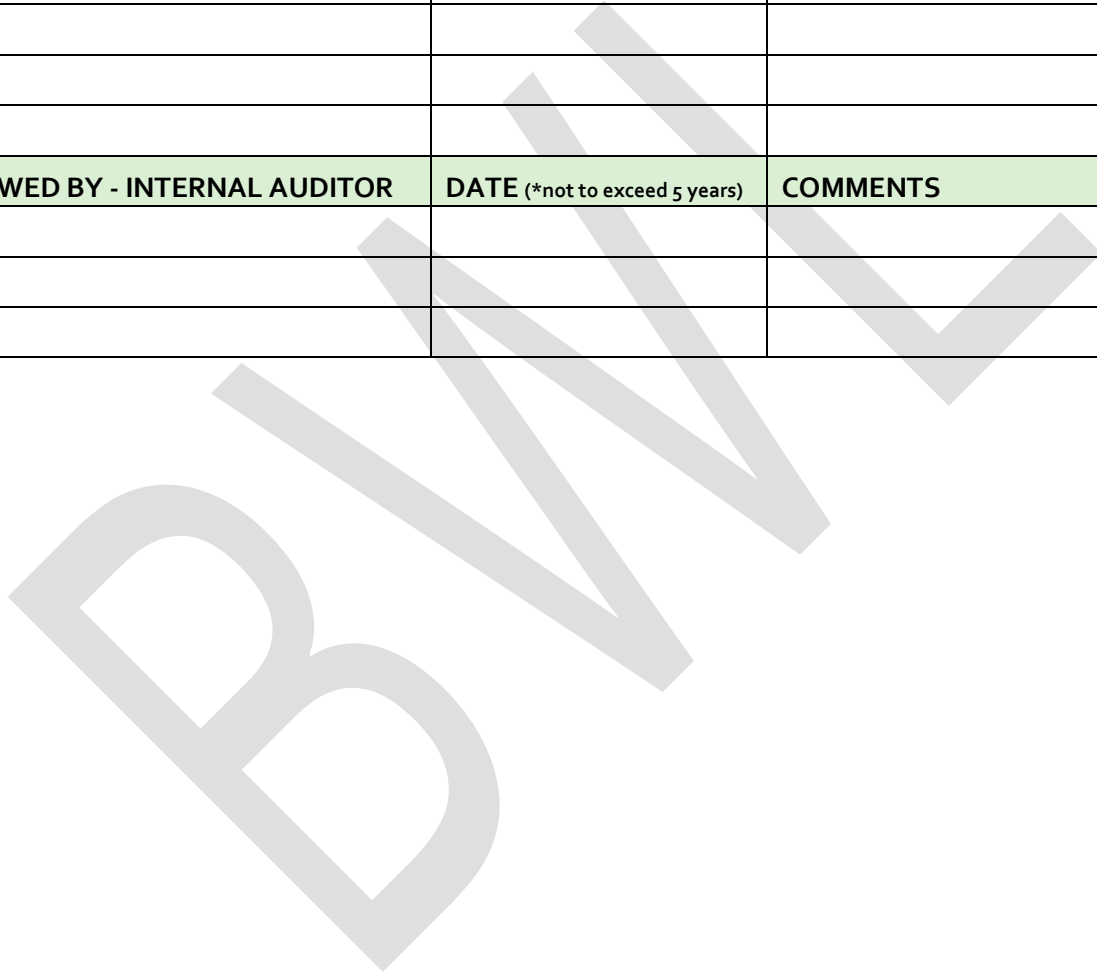 WED BY - INTERNAL AUDITOR DATE (*not to exceed 5 years) COMMENTS
BWL